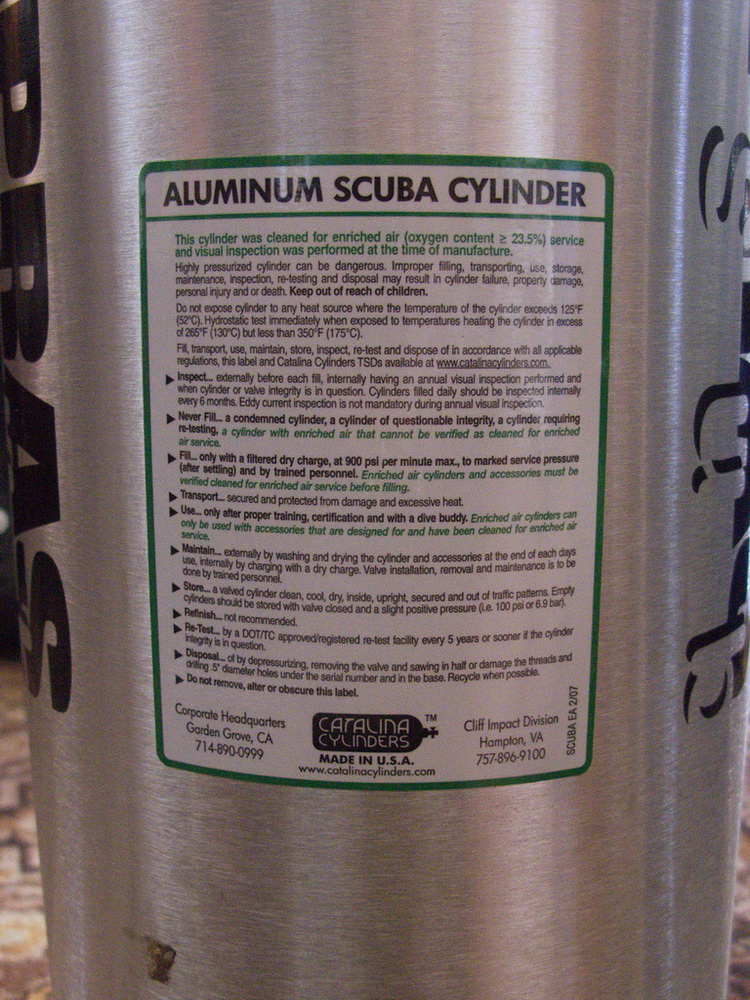 ALUMINUM SCUBA CYLINDER
This cylinder was cleaned for enriched air (oxygen content ≥ 23.5%) service
and visual inspection was performed at the time of manufacture.
Highly pressurized cylinder can be dangerous. Improper filling, transporting, use, storage,
maintenance, inspection, re-testing and disposal may result in cylinder failure, property damage,
personal injury and or death. Keep out of reach of children.
Do not expose cylinder to any heat source where the temperature of the cylinder exceeds 125°F
(52°C). Hydrostatic test immediately when exposed to temperatures heating the cylinder in excess
of 265°F (130°C) but less than 350°F (175°C).
Fill, transport, use, maintain, store, inspect, re-test and dispose of in accordance with all applicable
regulations, this label and Catalina Cylinders TSDs available at www.catalinacylinders.com.
▶ Inspect... externally before each fill, internally having an annual visual inspection performed and
when cylinder or valve integrity is in question. Cylinders filled daily should be inspected internally
every 6 months. Eddy current inspection is not mandatory during annual visual inspection.
▶ Never Fill... a condemned cylinder, a cylinder of questionable integrity, a cylinder requiring
re-testing, a cylinder with enriched air that cannot be verified as cleaned for enriched
air service.
▶ Fill... only with a filtered dry charge, at 900 psi per minute max., to marked service pressure
(after settling) and by trained personnel. Enriched air cylinders and accessories must be
verified cleaned for enriched air service before filling.
▶ Transport... secured and protected from damage and excessive heat.
▶ Use... only after proper training, certification and with a dive buddy. Enriched air cylinders can
only be used with accessories that are designed for and have been cleaned for enriched air
service.
▶ Maintain... externally by washing and drying the cylinder and accessories at the end of each days
use, internally by charging with a dry charge. Valve installation, removal and maintenance is to be
done by trained personnel.
▶ Store... a valved cylinder clean, cool, dry, inside, upright, secured and out of traffic patterns. Empty
cylinders should be stored with valve closed and a slight positive pressure (i.e. 100 psi or 6.9 bar).
▶ Refinish... not recommended.
▶ Re-Test... by a DOT/TC approved/registered re-test facility every 5 years or sooner if the cylinder
integrity is in question.
▶ Disposal... of by depressurizing, removing the valve and sawing in half or damage the threads and
drilling .5" diameter holes under the serial number and in the base. Recycle when possible.
▶ Do not remove, alter or obscure this label.
Corporate Headquarters
Garden Grove, CA
714-890-0999
CATALINA
CYLINDERS
™
MADE IN U.S.A.
www.catalinacylinders.com
Cliff Impact Division
Hampton, VA
757-896-9100
SCUBA EA 2/07